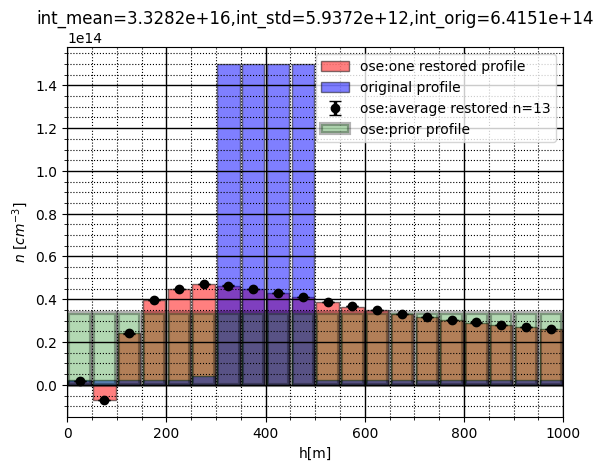 int_mean=3.3282e+16,int_std=5.9372e+12,int_orig=6.4151e+14
1e14
ose:one restored profile
original profile
ose:average restored n=13
ose:prior profile
1.4
1.2
1.0
0.8
0.6
0.4
0.2
0.0
n [cm⁻³]
0 200 400 600 800 1000
h[m]